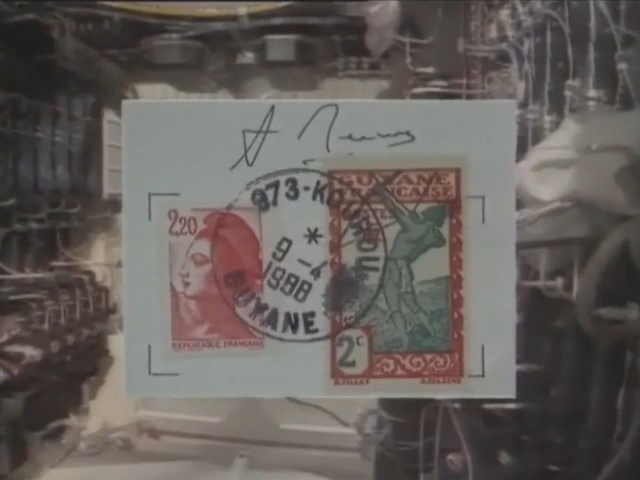 973-KOUROU
*
9-4
1988
GUYANE
2,20
REPUBLIQUE FRANÇAISE
GUYANE
FRANÇAISE
2c